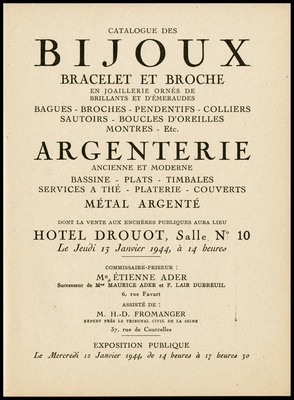 CATALOGUE DES
BIJOUX
BRACELET ET BROCHE
EN JOAILLERIE ORNÉS DE
BRILLANTS ET D'ÉMERAUDES
BAGUES - BROCHES - PENDENTIFS - COLLIERS
SAUTOIRS - BOUCLES D'OREILLES
MONTRES - Etc.
ARGENTERIE
ANCIENNE ET MODERNE
BASSINE - PLATS - TIMBALES
SERVICES A THÉ - PLATERIE - COUVERTS
MÉTAL ARGENTÉ
DONT LA VENTE AUX ENCHÈRES PUBLIQUES AURA LIEU
HOTEL DROUOT, Salle N° 10
Le Jeudi 13 Janvier 1944, à 14 heures
COMMISSAIRE-PRISEUR :
Me ÉTIENNE ADER
Successeur de Mes MAURICE ADER et F. LAIR DUBREUIL
6, rue Favart
ASSISTÉ DE :
M. H.-D. FROMANGER
EXPERT PRÈS LE TRIBUNAL CIVIL DE LA SEINE
37, rue de Courcelles
EXPOSITION PUBLIQUE
Le Mercredi 12 Janvier 1944, de 14 heures à 17 heures 30